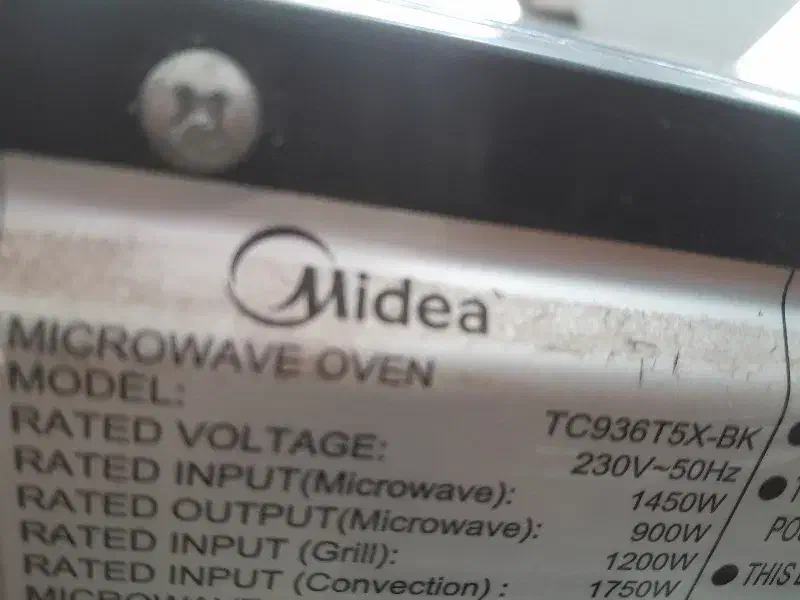 Midea
MICROWAVE OVEN
MODEL: TC936T5X-BK
RATED VOLTAGE: 230V~50Hz
RATED INPUT(Microwave): 1450W
RATED OUTPUT(Microwave): 900W
RATED INPUT (Grill): 1200W
RATED INPUT (Convection) : 1750W
THIS